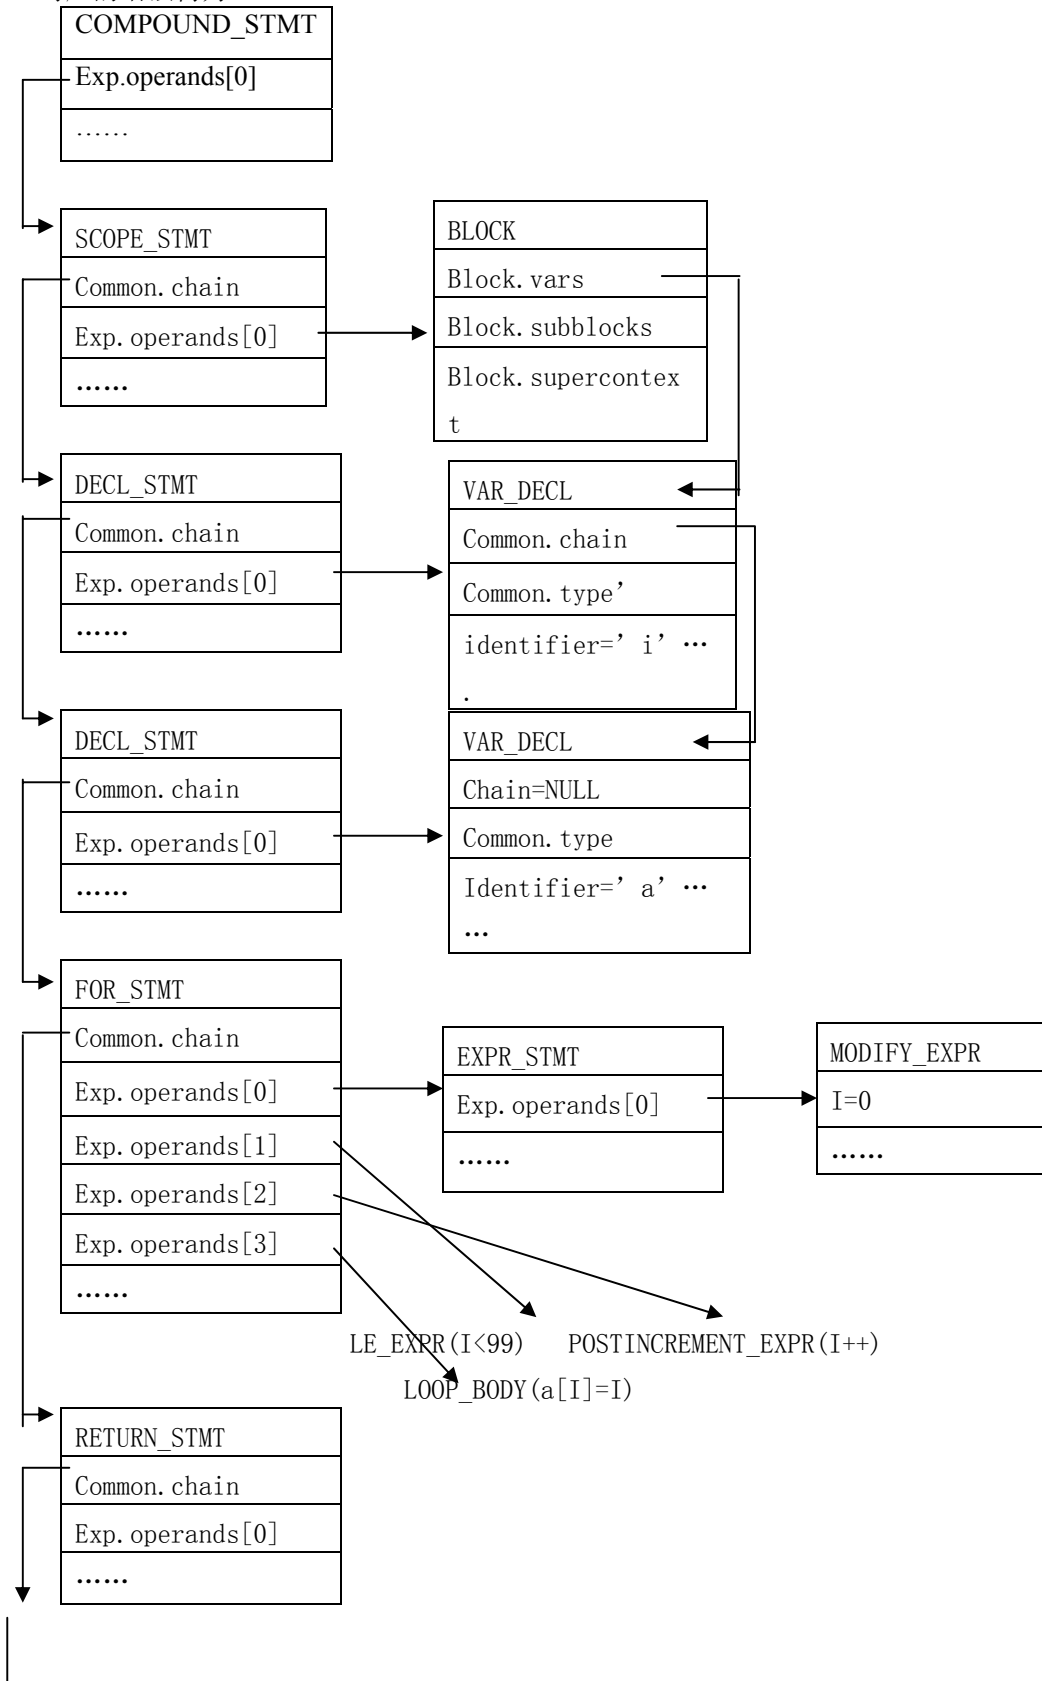 COMPOUND_STMT
Exp.operands[0]
……
SCOPE_STMT
Common.chain
Exp.operands[0]
……
BLOCK
Block.vars
Block.subblocks
Block.supercontex
t
DECL_STMT
Common.chain
Exp.operands[0]
……
VAR_DECL
Common.chain
Common.type’
identifier=’i’…
.
DECL_STMT
Common.chain
Exp.operands[0]
……
VAR_DECL
Chain=NULL
Common.type
Identifier=’a’…
…
FOR_STMT
Common.chain
Exp.operands[0]
Exp.operands[1]
Exp.operands[2]
Exp.operands[3]
……
EXPR_STMT
Exp.operands[0]
……
MODIFY_EXPR
I=0
……
LE_EXPR(I<99)
POSTINCREMENT_EXPR(I++)
LOOP_BODY(a[I]=I)
RETURN_STMT
Common.chain
Exp.operands[0]
……